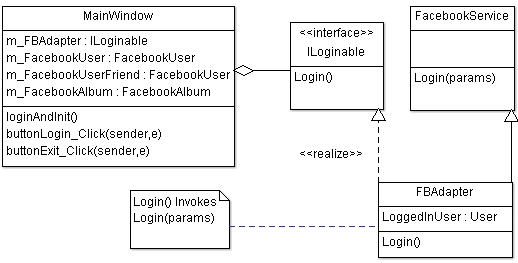 MainWindow
m_FBAdapter : ILoginable
m_FacebookUser : FacebookUser
m_FacebookUserFriend : FacebookUser
m_FacebookAlbum : FacebookAlbum
loginAndInit()
buttonLogin_Click(sender,e)
buttonExit_Click(sender,e)
<<interface>>
ILoginable
Login()
FacebookService
Login(params)
<<realize>>
FBAdapter
LoggedInUser : User
Login()
Login() Invokes
Login(params)